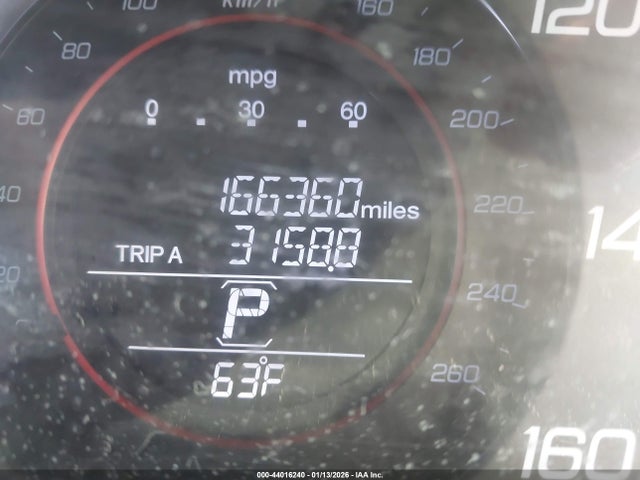 100 km/h 160 120
80 180
60 mpg
0 30 60 200
40 166360 miles 220
TRIP A 3158.8 14
20 P 240
63°F 260
160
000-44016240 - 01/13/2026 - IAA Inc.